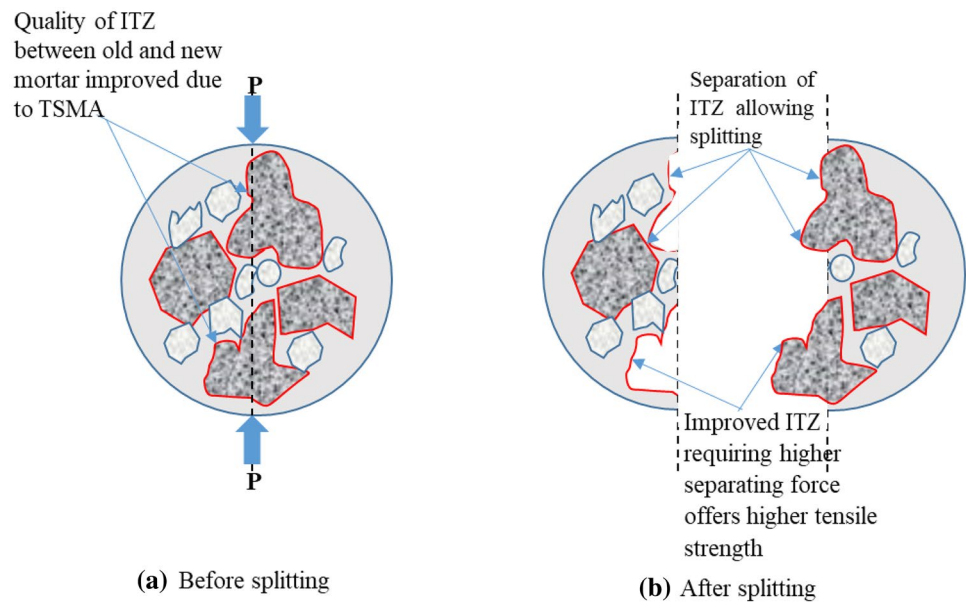 Quality of ITZ
between old and new
mortar improved due
to TSMA
P
P
(a) Before splitting
Separation of
ITZ allowing
splitting
Improved ITZ
requiring higher
separating force
offers higher tensile
strength
(b) After splitting